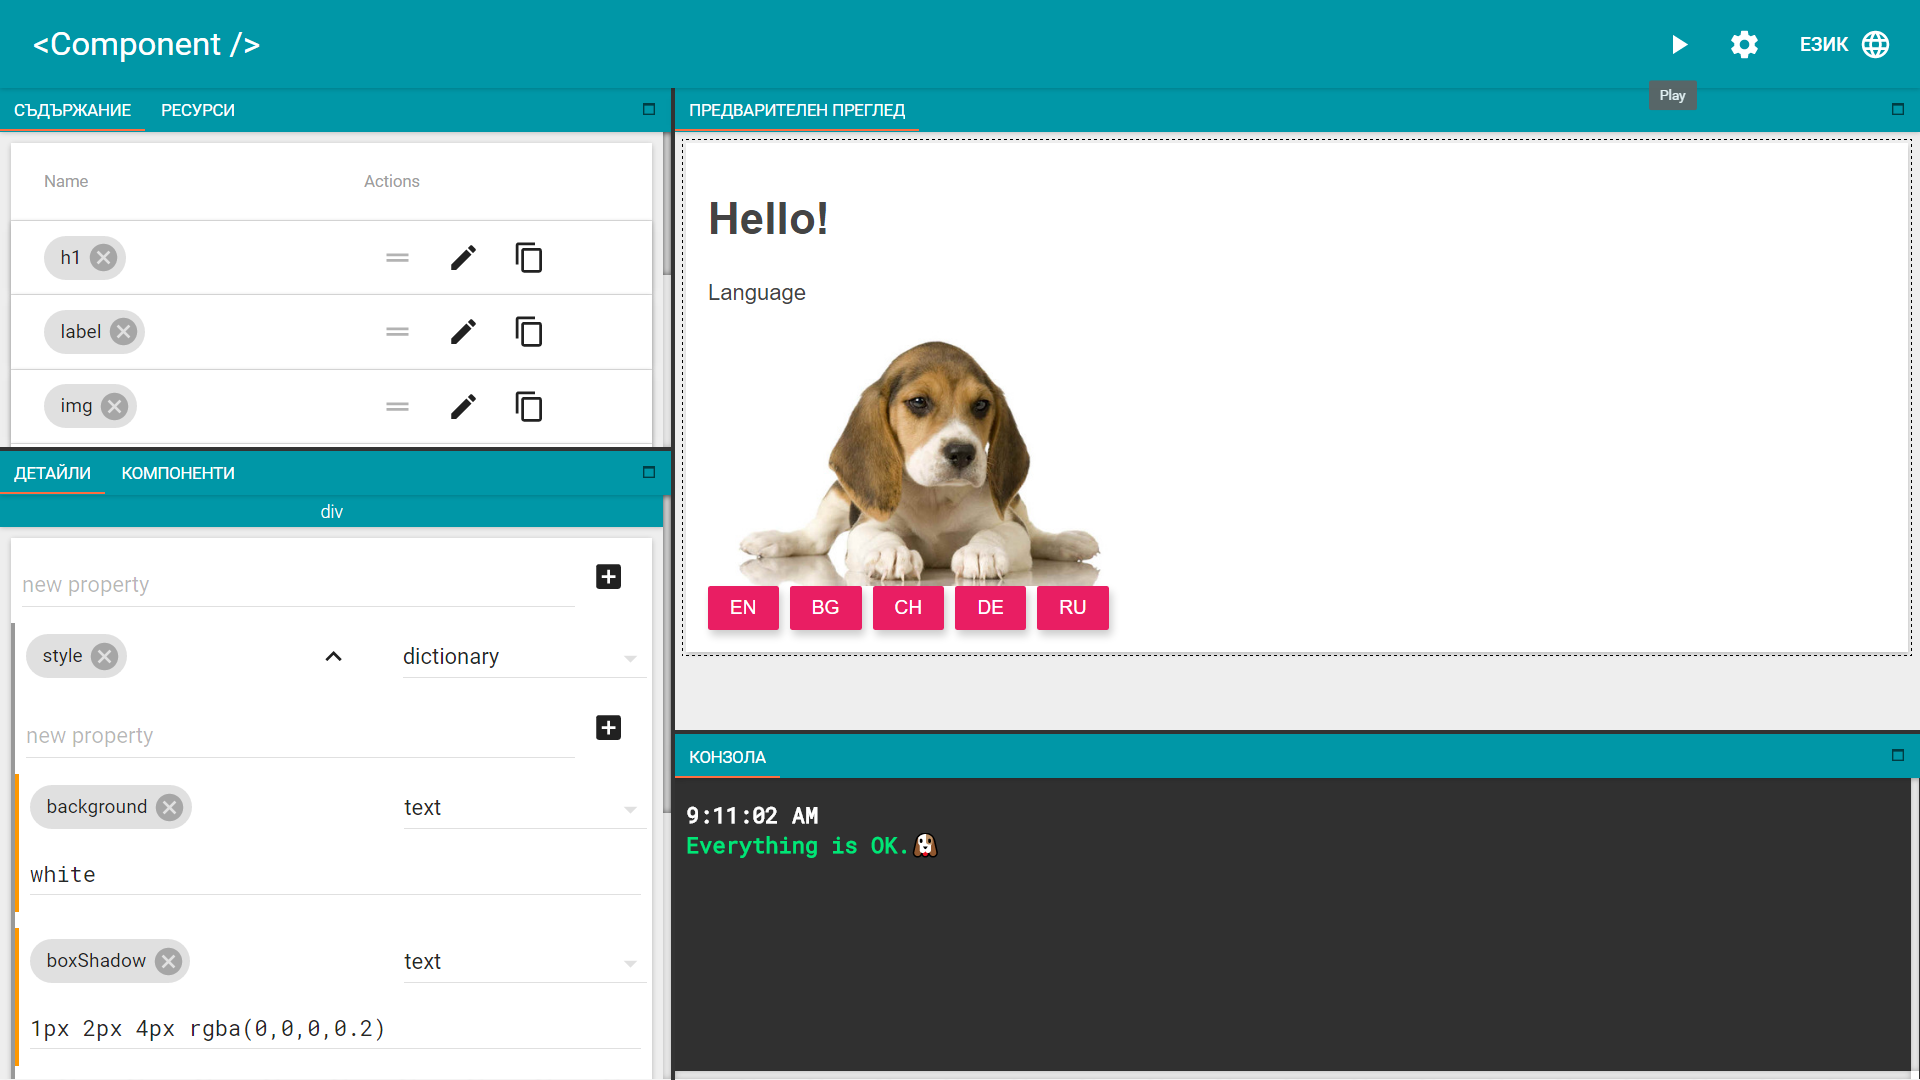 <Component />
ЕЗИК
Play
СЪДЪРЖАНИЕ РЕСУРСИ
Name Actions
h1
label
img
ДЕТАЙЛИ КОМПОНЕНТИ
div
new property
style dictionary
new property
background text
white
boxShadow text
1px 2px 4px rgba(0,0,0,0.2)
ПРЕДВАРИТЕЛЕН ПРЕГЛЕД
Hello!
Language
EN BG CH DE RU
КОНЗОЛА
9:11:02 AM
Everything is OK.